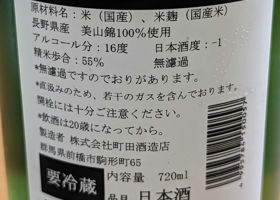 原材料名：米（国産）、米麹（国産米）
長野県産 美山錦100%使用
アルコール分：16度 日本酒度：-1
精米歩合：55% 無濾過
*無濾過ですのでおりがあります。
*直汲みのため、若干のガスを含んでおります。
開栓には十分ご注意ください。
*飲酒は20歳になってから。
製造者 株式会社町田酒造店
群馬県前橋市駒形町65
要冷蔵
内容量 720ml
品目 日本酒